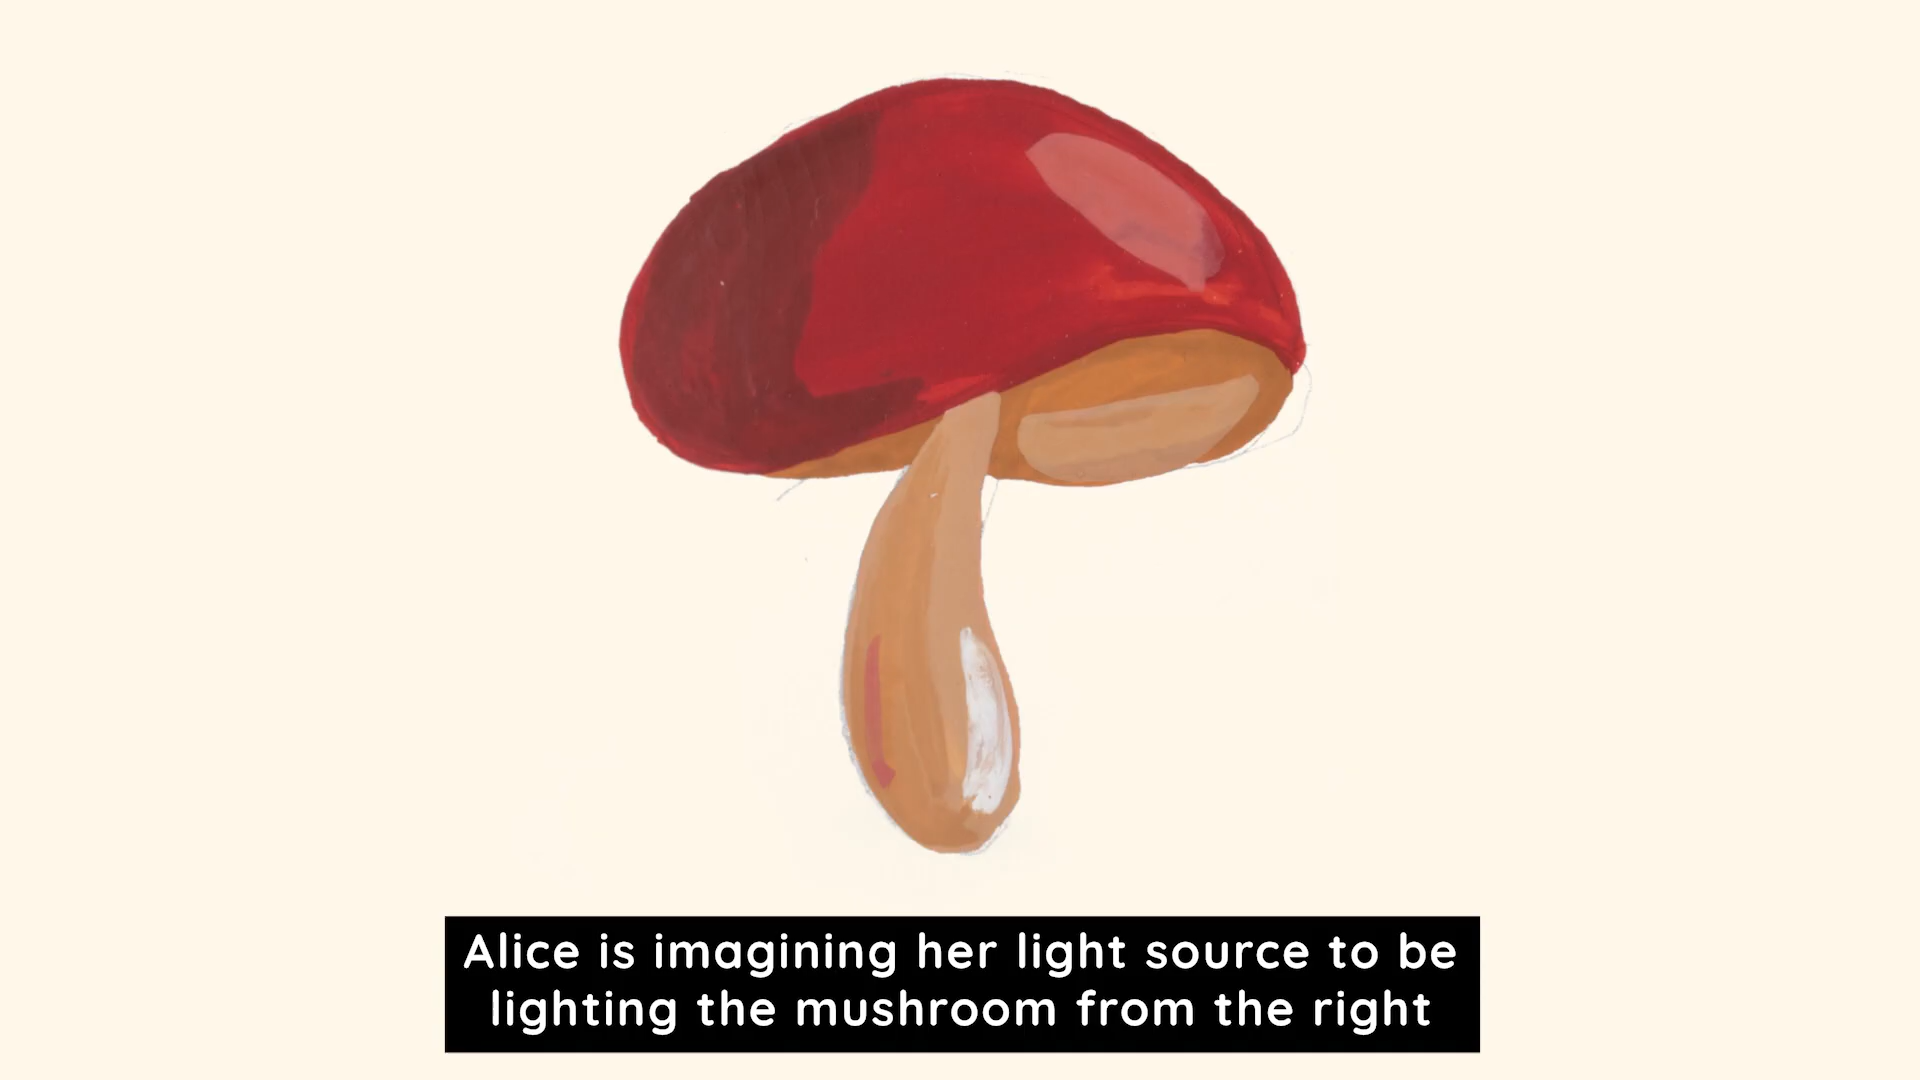 Alice is imagining her light source to be
lighting the mushroom from the right